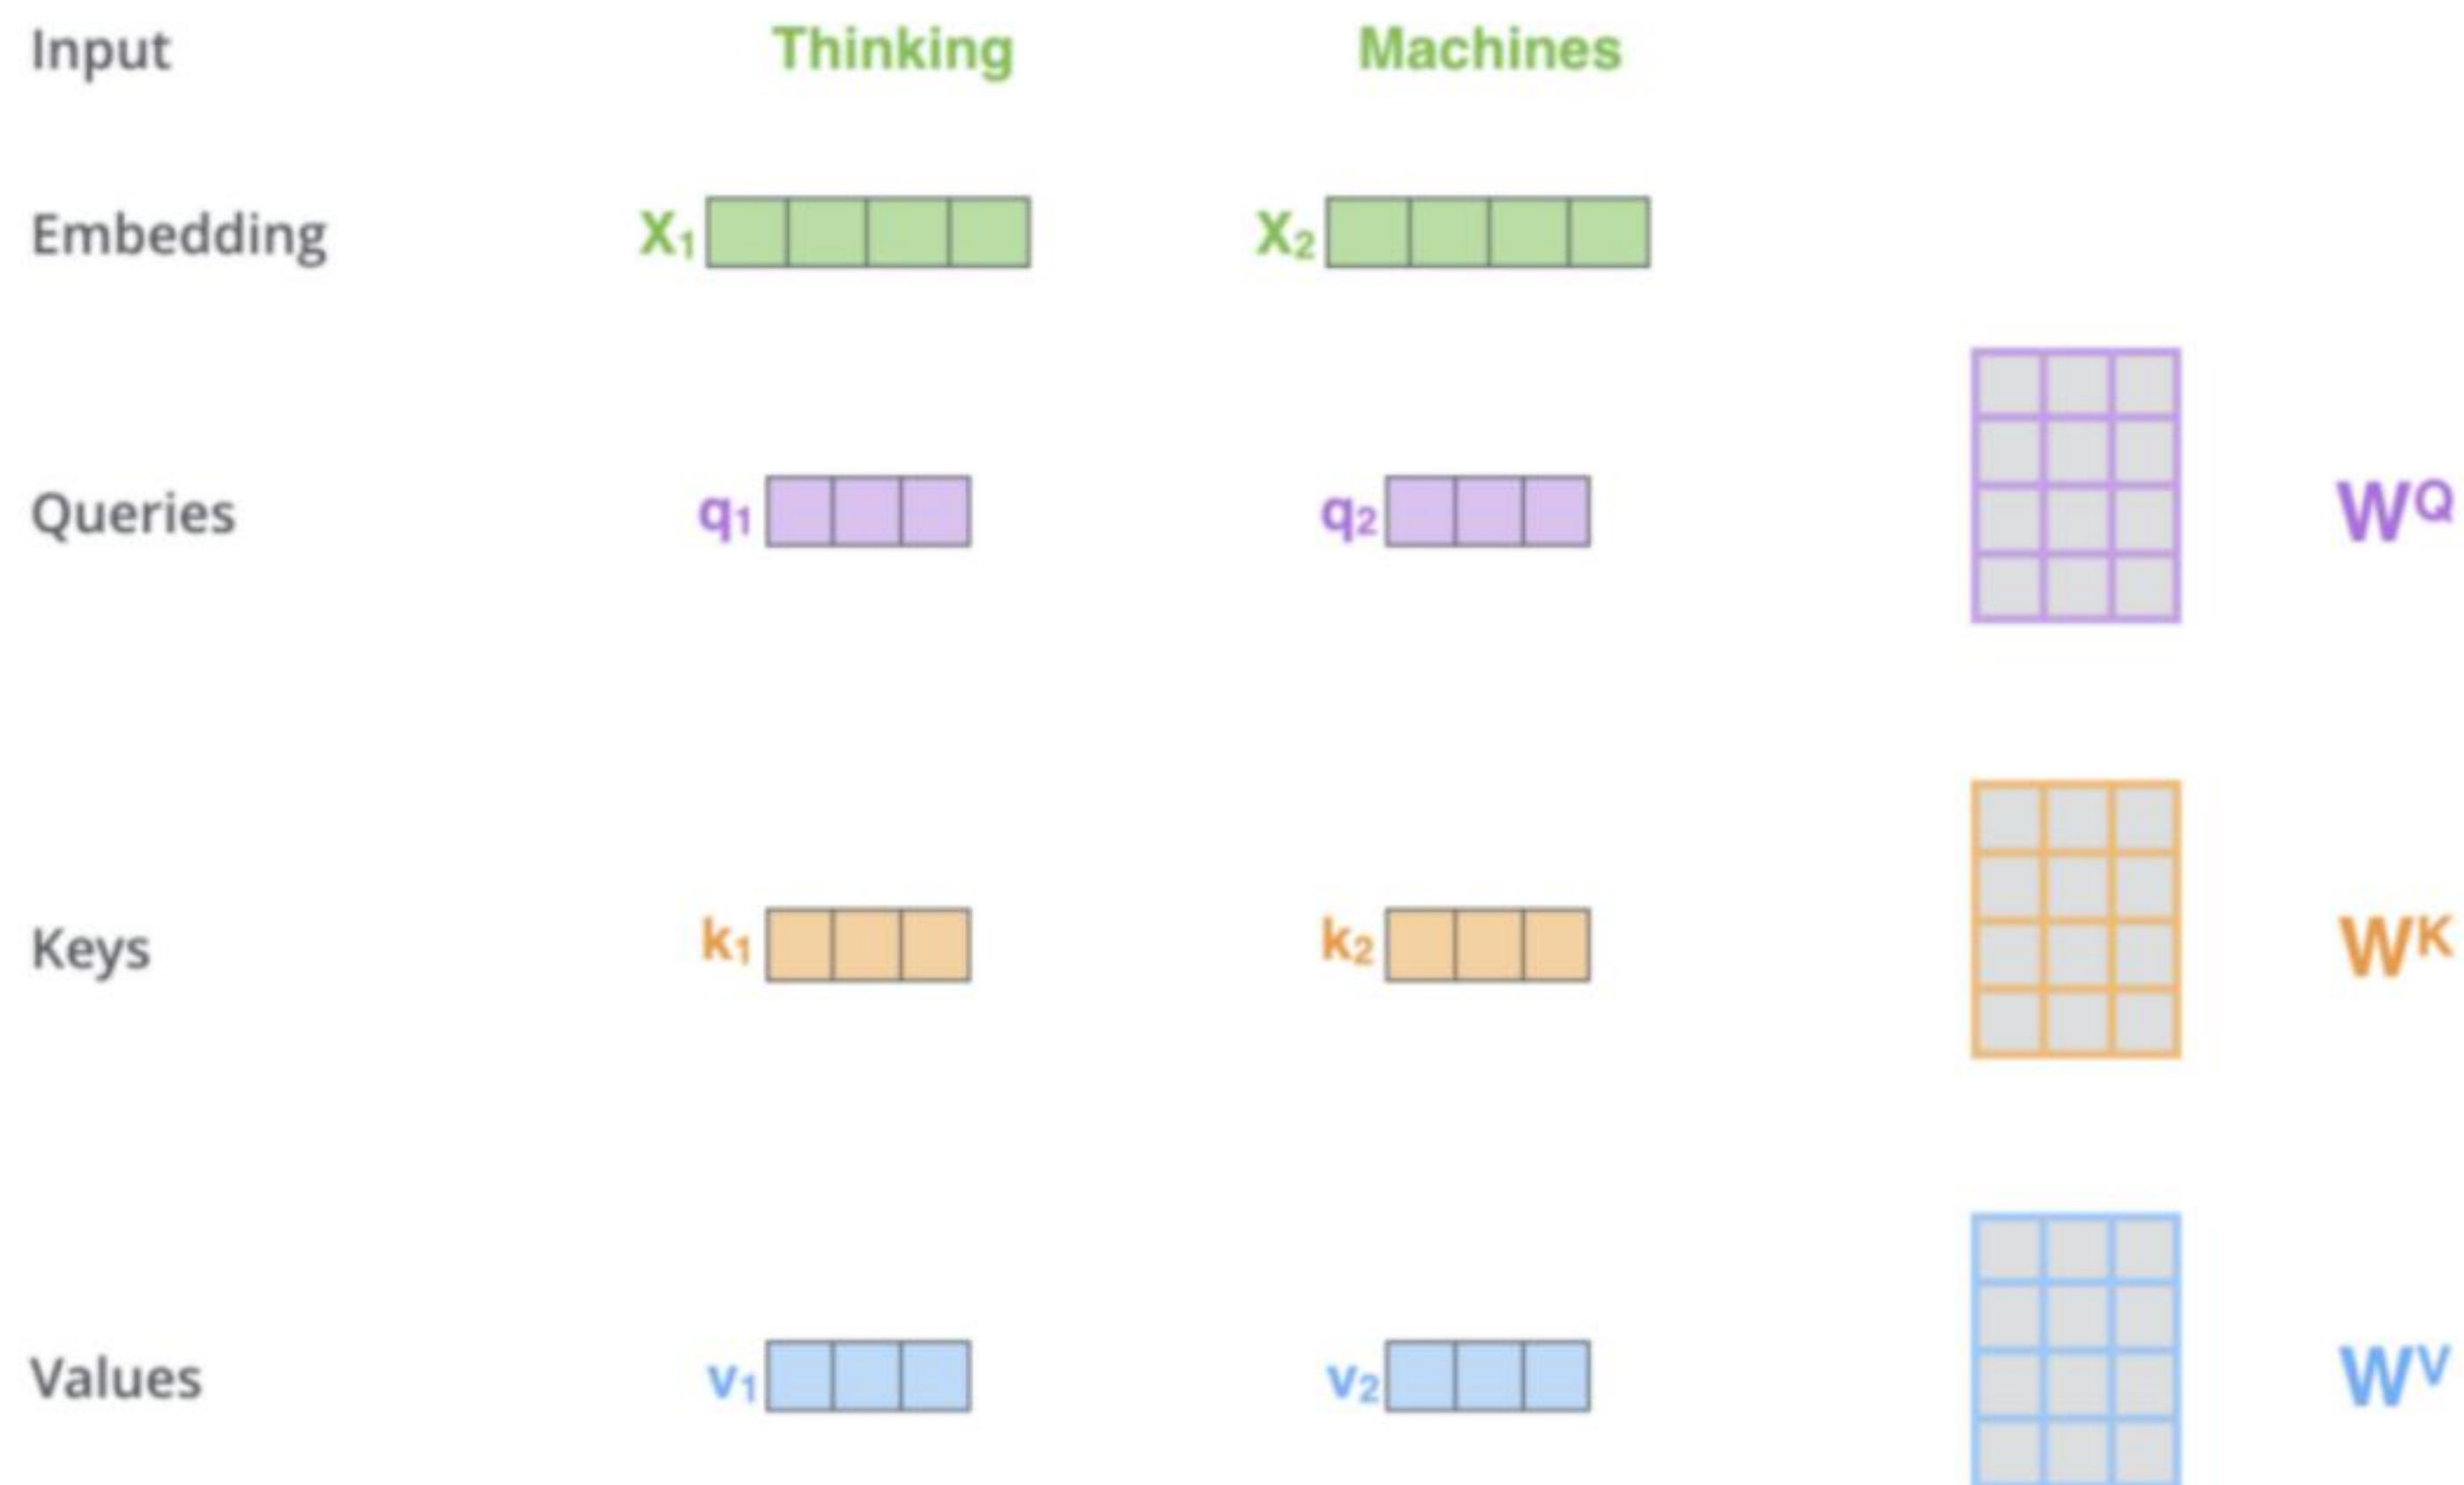 Input Thinking Machines
Embedding X1 X2
Queries q1 q2 WQ
Keys k1 k2 WK
Values v1 v2 WV